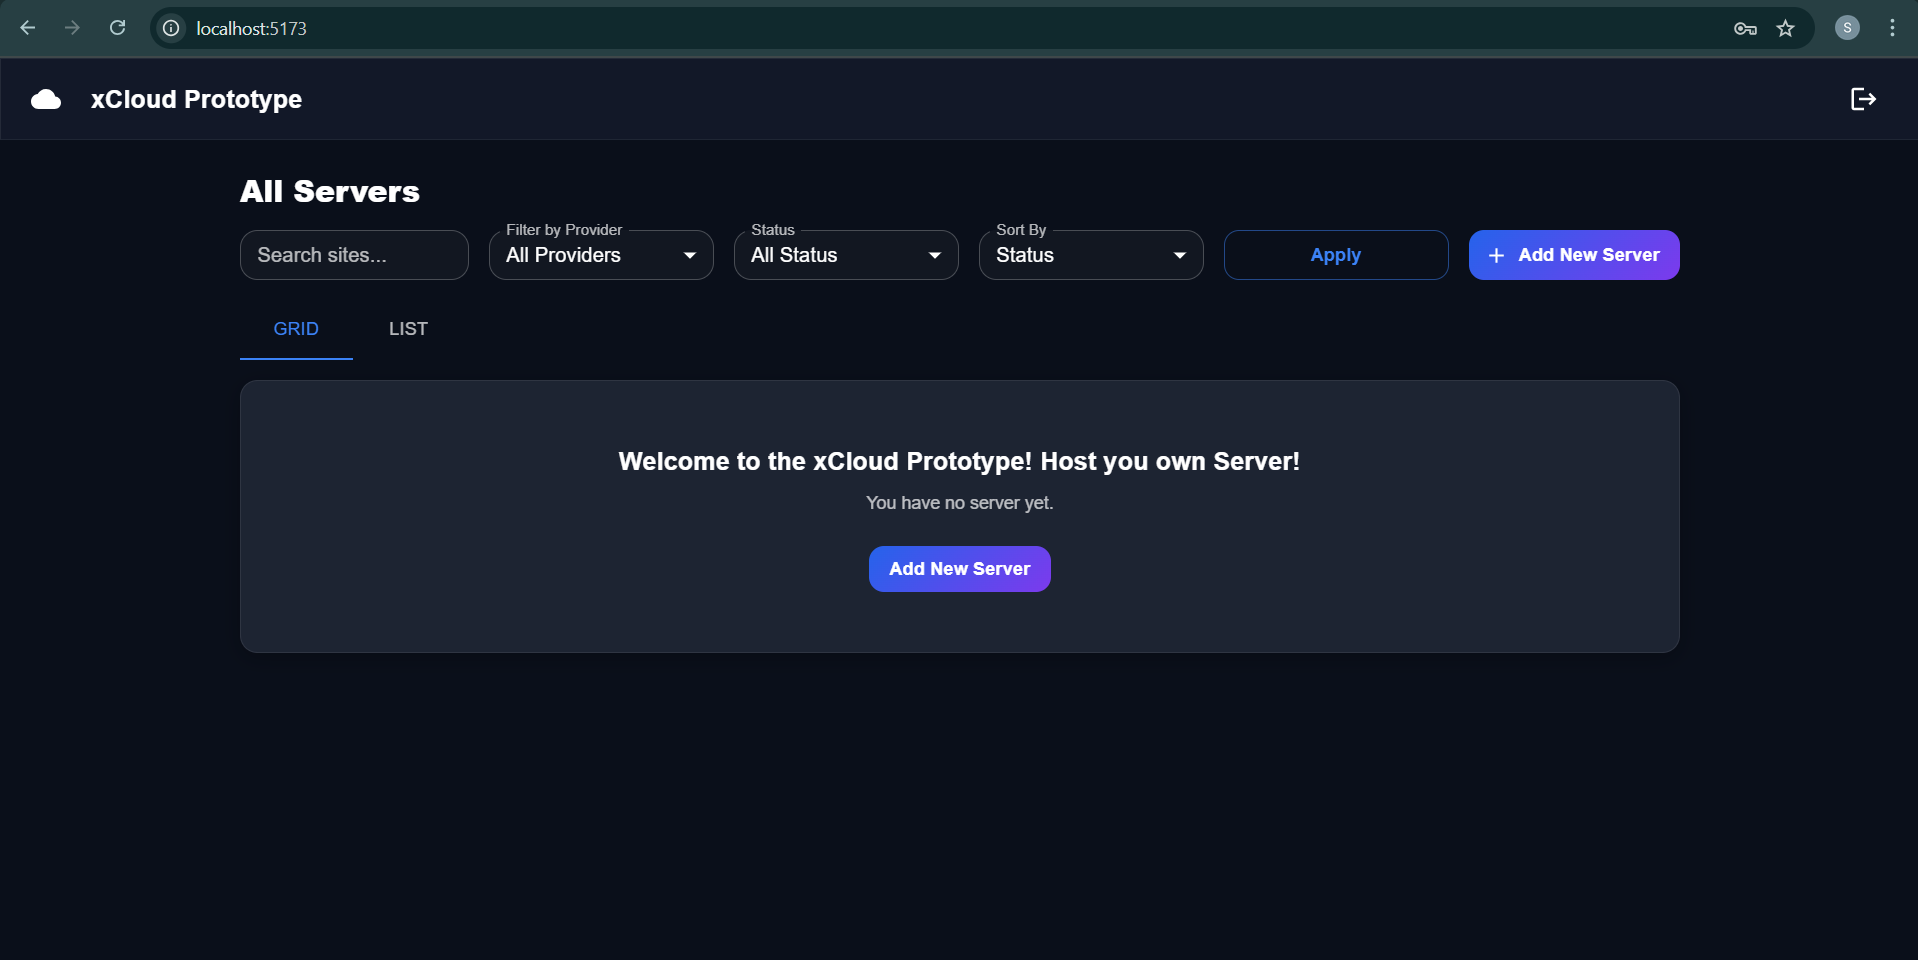 localhost:5173
S
xCloud Prototype
All Servers
Search sites...
Filter by Provider
All Providers
Status
All Status
Sort By
Status
Apply
+ Add New Server
GRID
LIST
Welcome to the xCloud Prototype! Host you own Server!
You have no server yet.
Add New Server